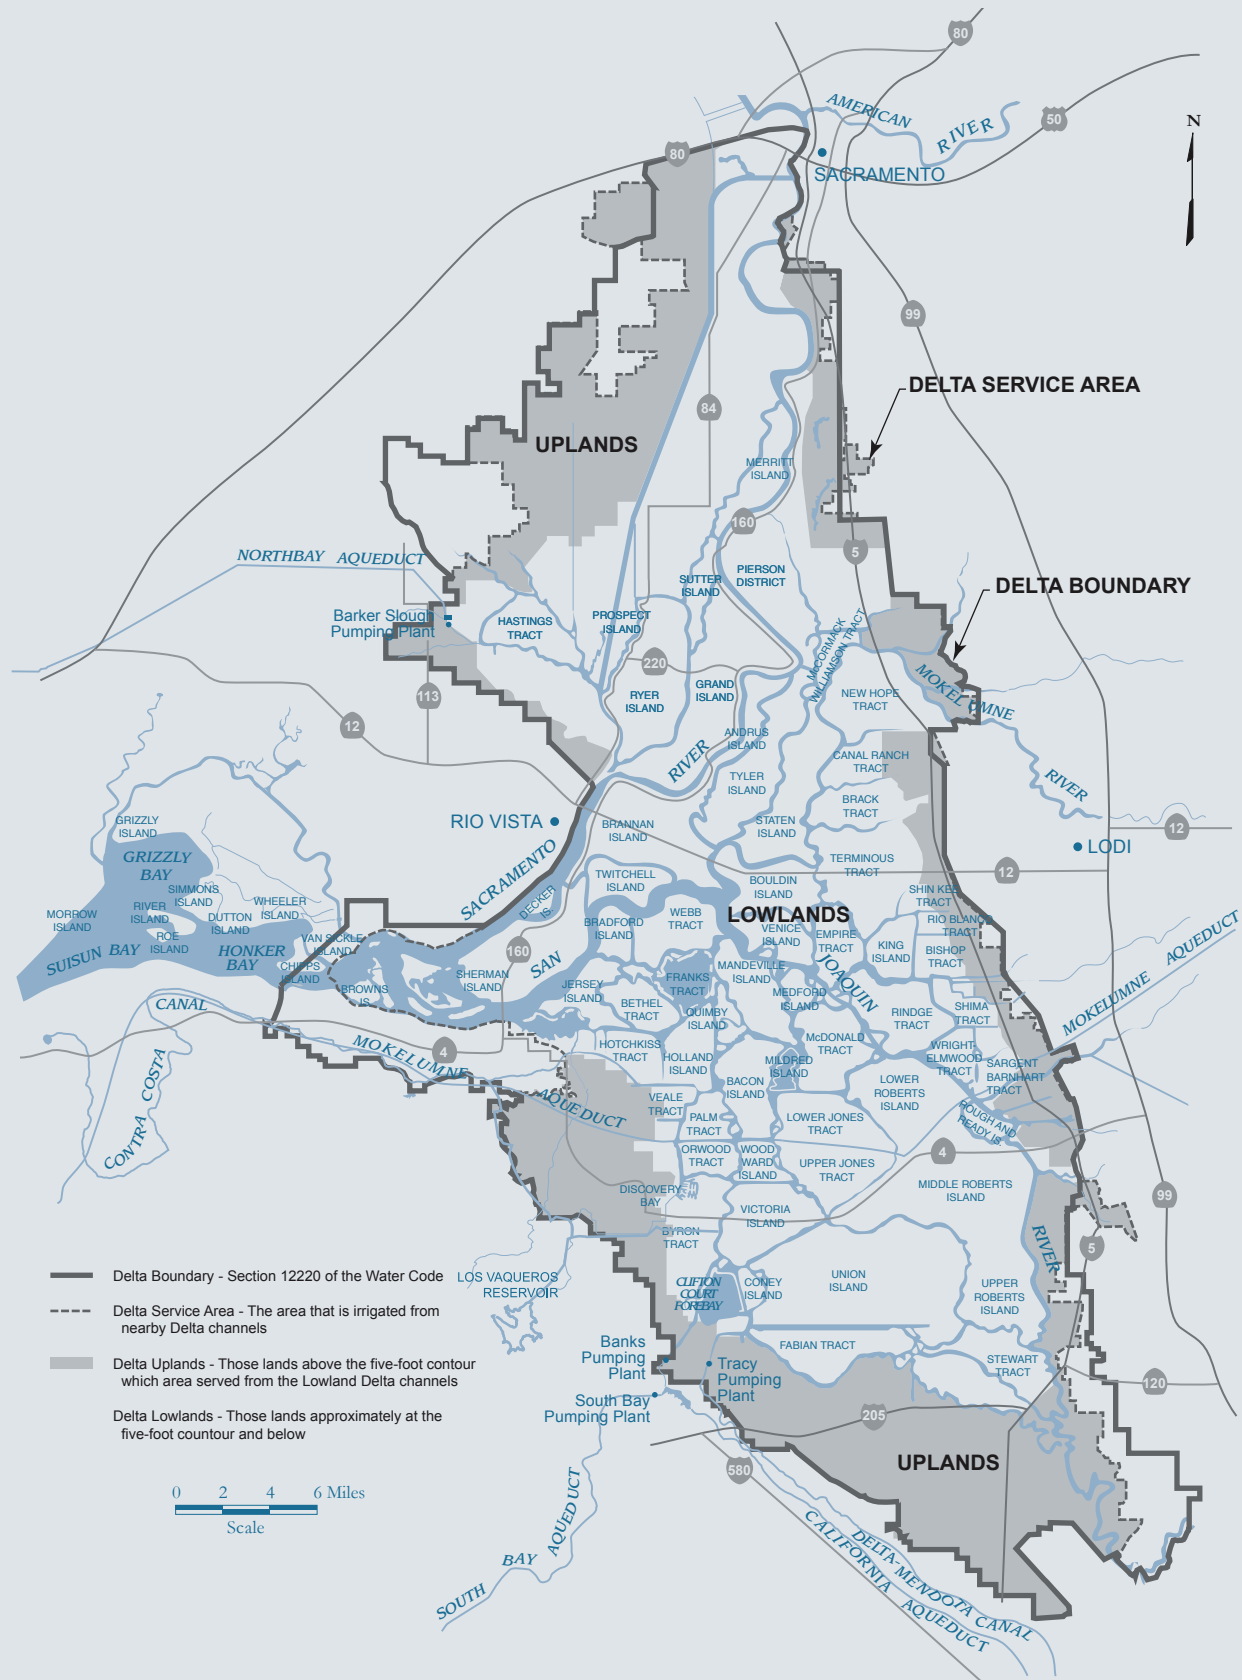 80
AMERICAN
RIVER
50
N
80
SACRAMENTO
99
DELTA SERVICE AREA
84
UPLANDS
MERRITT
ISLAND
160
5
NORTHBAY AQUEDUCT
PIERSON
DISTRICT
SUTTER
ISLAND
DELTA BOUNDARY
Barker Slough
Pumping Plant
HASTINGS
TRACT
PROSPECT
ISLAND
McCORMACK
WILLIAMSON TRACT
220
113
RYER
ISLAND
GRAND
ISLAND
NEW HOPE
TRACT
MOKELUMNE
RIVER
12
RIVER
ANDRUS
ISLAND
CANAL RANCH
TRACT
TYLER
ISLAND
BRACK
TRACT
RIO VISTA
BRANNAN
ISLAND
STATEN
ISLAND
12
LODI
GRIZZLY
ISLAND
GRIZZLY
BAY
SACRAMENTO
TERMINOUS
TRACT
12
TWITCHELL
ISLAND
BOULDIN
ISLAND
SIMMONS
ISLAND
WHEELER
ISLAND
DECKER
IS.
SHIN KEE
TRACT
MORROW
ISLAND
RIVER
ISLAND
DUTTON
ISLAND
BRADFORD
ISLAND
WEBB
TRACT
LOWLANDS
VENICE
ISLAND
EMPIRE
TRACT
RIO BLANCO
TRACT
ROE
ISLAND
VAN SICKLE
ISLAND
KING
ISLAND
BISHOP
TRACT
SUISUN BAY
HONKER
BAY
CHIPPS
ISLAND
160
SAN
JOAQUIN
BROWNS
IS.
SHERMAN
ISLAND
JERSEY
ISLAND
FRANKS
TRACT
MANDEVILLE
ISLAND
MEDFORD
ISLAND
MOKELUMNE AQUEDUCT
CANAL
BETHEL
TRACT
QUIMBY
ISLAND
RINDGE
TRACT
SHIMA
TRACT
MOKELUMNE
AQUEDUCT
4
HOTCHKISS
TRACT
HOLLAND
ISLAND
McDONALD
TRACT
WRIGHT-
ELMWOOD
TRACT
SARGENT
BARNHART
TRACT
MILDRED
ISLAND
BACON
ISLAND
LOWER
ROBERTS
ISLAND
CONTRA COSTA
VEALE
TRACT
PALM
TRACT
LOWER JONES
TRACT
ROUGH AND
READY IS.
ORWOOD
TRACT
WOOD
WARD
ISLAND
UPPER JONES
TRACT
4
DISCOVERY
BAY
MIDDLE ROBERTS
ISLAND
99
VICTORIA
ISLAND
BYRON
TRACT
RIVER
5
Delta Boundary - Section 12220 of the Water Code
LOS VAQUEROS
RESERVOIR
CLIFTON
COURT
FOREBAY
CONEY
ISLAND
UNION
ISLAND
UPPER
ROBERTS
ISLAND
Delta Service Area - The area that is irrigated from
nearby Delta channels
Banks
Pumping
Plant
FABIAN TRACT
STEWART
TRACT
Delta Uplands - Those lands above the five-foot contour
which area served from the Lowland Delta channels
Tracy
Pumping
Plant
120
South Bay
Pumping Plant
205
Delta Lowlands - Those lands approximately at the
five-foot countour and below
UPLANDS
580
0 2 4 6 Miles
Scale
SOUTH BAY AQUEDUCT
DELTA-MENDOTA CANAL
CALIFORNIA AQUEDUCT